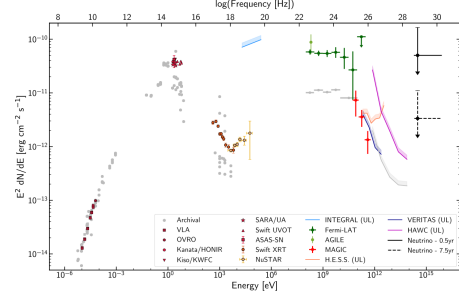 log(Frequency [Hz])
8 10 12 14 16 18 20 22 24 26 28 30
10⁻¹⁰
10⁻¹¹
10⁻¹²
10⁻¹³
10⁻¹⁴
E² dN/dE [erg cm⁻² s⁻¹]
Archival
VLA
OVRO
Kanata/HONIR
Kiso/KWFC
SARA/UA
Swift UVOT
ASAS-SN
Swift XRT
NuSTAR
INTEGRAL (UL)
Fermi-LAT
AGILE
MAGIC
H.E.S.S. (UL)
VERITAS (UL)
HAWC (UL)
Neutrino - 0.5yr
Neutrino - 7.5yr
10⁻⁶ 10⁻³ 10⁰ 10³ 10⁶ 10⁹ 10¹² 10¹⁵
Energy [eV]